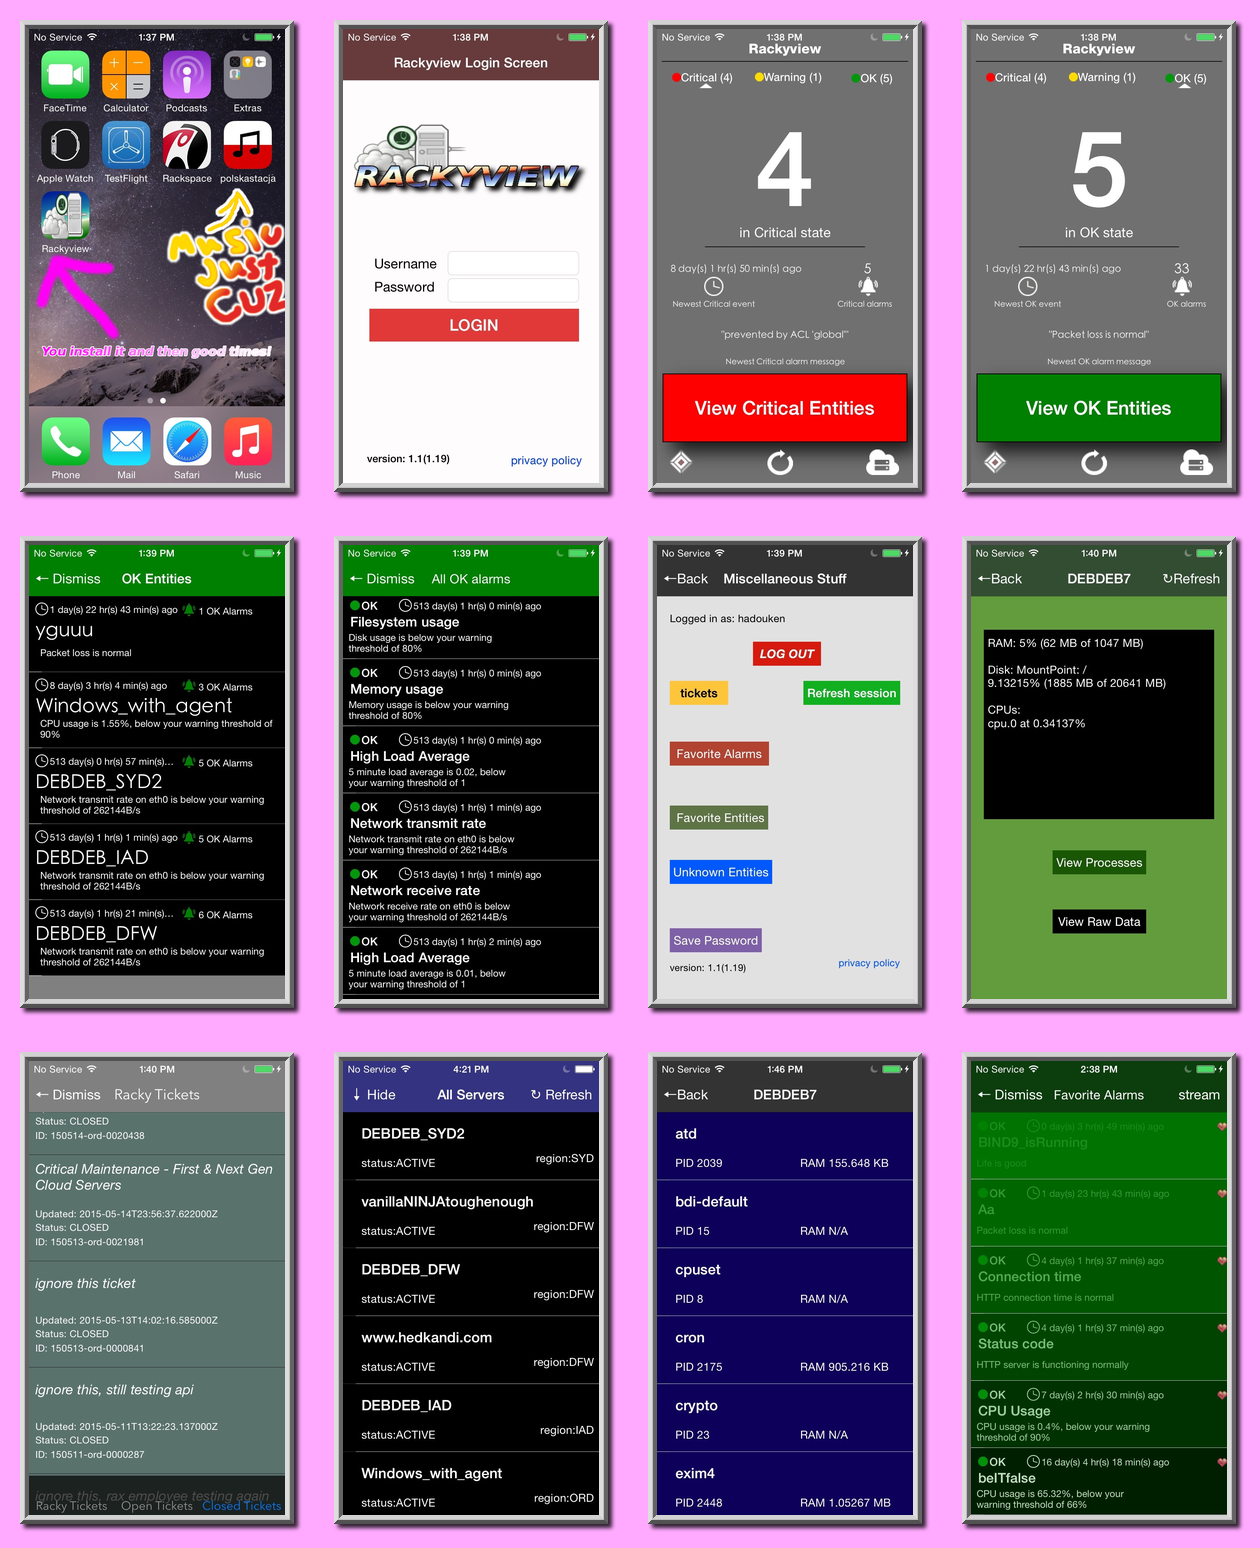 No Service 1:37 PM
FaceTime Calculator Podcasts Extras
Apple Watch TestFlight Rackspace polskastacja
Rackyview
Music
just
cuz
You install it and then good times!
Phone Mail Safari Music
No Service 1:38 PM
Rackyview Login Screen
RACKYVIEW
Username
Password
LOGIN
version: 1.1(1.19) privacy policy
No Service 1:38 PM
Rackyview
Critical (4) Warning (1) OK (5)
4
in Critical state
8 day(s) 1 hr(s) 50 min(s) ago 5
Newest Critical event Critical alarms
"prevented by ACL 'global'"
Newest Critical alarm message
View Critical Entities
No Service 1:38 PM
Rackyview
Critical (4) Warning (1) OK (5)
5
in OK state
1 day(s) 22 hr(s) 43 min(s) ago 33
Newest OK event OK alarms
"Packet loss is normal"
Newest OK alarm message
View OK Entities
No Service 1:39 PM
← Dismiss OK Entities
1 day(s) 22 hr(s) 43 min(s) ago 1 OK Alarms
yguuu
Packet loss is normal
8 day(s) 3 hr(s) 4 min(s) ago 3 OK Alarms
Windows_with_agent
CPU usage is 1.55%, below your warning threshold of
90%
513 day(s) 0 hr(s) 57 min(s)... 5 OK Alarms
DEBDEB_SYD2
Network transmit rate on eth0 is below your warning
threshold of 262144B/s
513 day(s) 1 hr(s) 1 min(s) ago 5 OK Alarms
DEBDEB_IAD
Network transmit rate on eth0 is below your warning
threshold of 262144B/s
513 day(s) 1 hr(s) 21 min(s)... 6 OK Alarms
DEBDEB_DFW
Network transmit rate on eth0 is below your warning
threshold of 262144B/s
No Service 1:39 PM
← Dismiss All OK alarms
OK 513 day(s) 1 hr(s) 0 min(s) ago
Filesystem usage
Disk usage is below your warning
threshold of 80%
OK 513 day(s) 1 hr(s) 0 min(s) ago
Memory usage
Memory usage is below your warning
threshold of 80%
OK 513 day(s) 1 hr(s) 0 min(s) ago
High Load Average
5 minute load average is 0.02, below
your warning threshold of 1
OK 513 day(s) 1 hr(s) 1 min(s) ago
Network transmit rate
Network transmit rate on eth0 is below
your warning threshold of 262144B/s
OK 513 day(s) 1 hr(s) 1 min(s) ago
Network receive rate
Network receive rate on eth0 is below
your warning threshold of 262144B/s
OK 513 day(s) 1 hr(s) 2 min(s) ago
High Load Average
5 minute load average is 0.01, below
your warning threshold of 1
No Service 1:39 PM
←Back Miscellaneous Stuff
Logged in as: hadouken
LOG OUT
tickets Refresh session
Favorite Alarms
Favorite Entities
Unknown Entities
Save Password
version: 1.1(1.19) privacy policy
No Service 1:40 PM
←Back DEBDEB7 ↻Refresh
RAM: 5% (62 MB of 1047 MB)
Disk: MountPoint: /
9.13215% (1885 MB of 20641 MB)
CPUs:
cpu.0 at 0.34137%
View Processes
View Raw Data
No Service 1:40 PM
← Dismiss Racky Tickets
Status: CLOSED
ID: 150514-ord-0020438
Critical Maintenance - First & Next Gen
Cloud Servers
Updated: 2015-05-14T23:56:37.622000Z
Status: CLOSED
ID: 150513-ord-0021981
ignore this ticket
Updated: 2015-05-13T14:02:16.585000Z
Status: CLOSED
ID: 150513-ord-0000841
ignore this, still testing api
Updated: 2015-05-11T13:22:23.137000Z
Status: CLOSED
ID: 150511-ord-0000287
ignore this, rax employee testing again
Racky Tickets Open Tickets Closed Tickets
No Service 4:21 PM
↓ Hide All Servers ↻ Refresh
DEBDEB_SYD2
status:ACTIVE region:SYD
vanillaNINJAtoughenough
status:ACTIVE region:DFW
DEBDEB_DFW
status:ACTIVE region:DFW
www.hedkandi.com
status:ACTIVE region:DFW
DEBDEB_IAD
status:ACTIVE region:IAD
Windows_with_agent
status:ACTIVE region:ORD
No Service 1:46 PM
←Back DEBDEB7
atd
PID 2039 RAM 155.648 KB
bdi-default
PID 15 RAM N/A
cpuset
PID 8 RAM N/A
cron
PID 2175 RAM 905.216 KB
crypto
PID 23 RAM N/A
exim4
PID 2448 RAM 1.05267 MB
No Service 2:38 PM
← Dismiss Favorite Alarms stream
OK 0 day(s) 3 hr(s) 49 min(s) ago
BIND9_isRunning
Life is good
OK 1 day(s) 23 hr(s) 43 min(s) ago
Aa
Packet loss is normal
OK 4 day(s) 1 hr(s) 37 min(s) ago
Connection time
HTTP connection time is normal
OK 4 day(s) 1 hr(s) 37 min(s) ago
Status code
HTTP server is functioning normally
OK 7 day(s) 2 hr(s) 30 min(s) ago
CPU Usage
CPU usage is 0.4%, below your warning
threshold of 90%
OK 16 day(s) 4 hr(s) 18 min(s) ago
beITfalse
CPU usage is 65.32%, below your
warning threshold of 66%